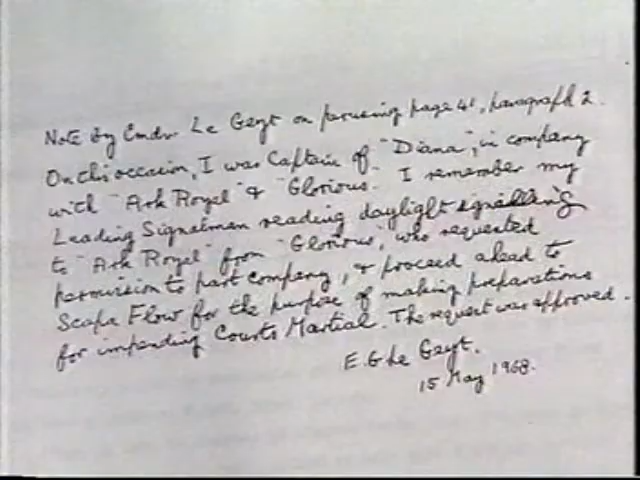 Note by Cmdr. Le Geyt on perusing page 41, paragraph 2.
On this occasion, I was Captain of "Diana", in company
with "Ark Royal" & "Glorious". I remember my
Leading Signalman reading daylight signalling
to "Ark Royal" from "Glorious", who requested
permission to part company, & proceed ahead to
Scapa Flow for the purpose of making preparations
for impending Courts Martial. The request was approved.
E.G Le Geyt.
15 May 1968.